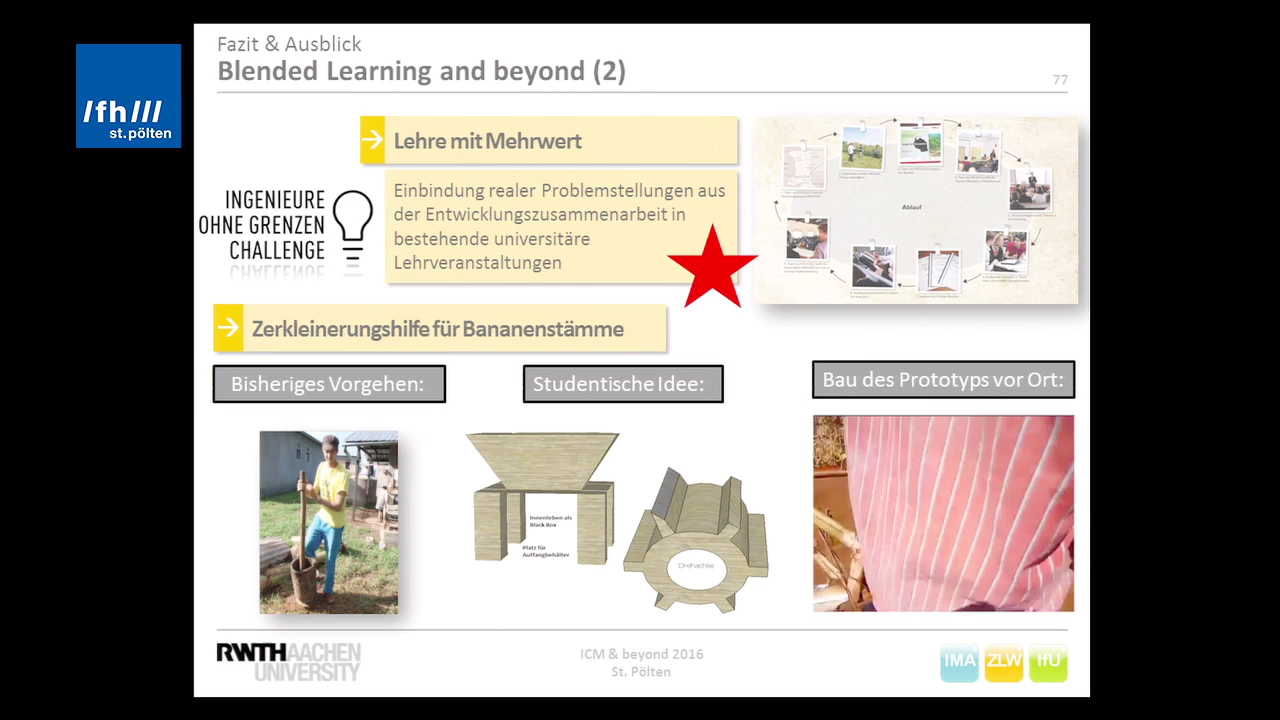 Fazit & Ausblick
Blended Learning and beyond (2)
77
/fh///
st.pölten
Lehre mit Mehrwert
INGENIEURE
OHNE GRENZEN
CHALLENGE
Einbindung realer Problemstellungen aus
der Entwicklungszusammenarbeit in
bestehende universitäre
Lehrveranstaltungen
Ablauf
Zerkleinerungshilfe für Bananenstämme
Bisheriges Vorgehen:
Studentische Idee:
Bau des Prototyps vor Ort:
Innenleben als
Black Box
Platz für
Auffangbehälter
Drehachse
RWTH AACHEN
UNIVERSITY
ICM & beyond 2016
St. Pölten
IMA
ZLW
IfU